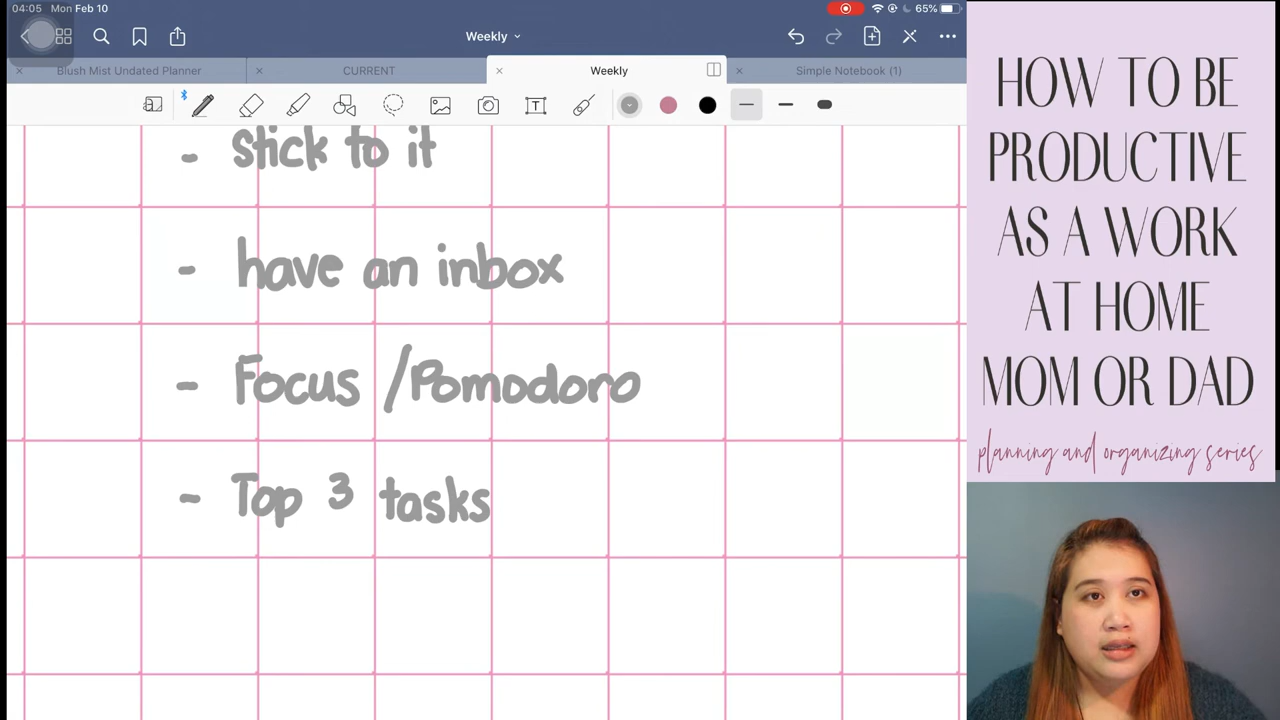 04:05 Mon Feb 10
65%
Weekly
Blush Mist Undated Planner
CURRENT
Weekly
Simple Notebook (1)
- stick to it
- have an inbox
- Focus /Pomodoro
- Top 3 tasks
HOW TO BE
PRODUCTIVE
AS A WORK
AT HOME
MOM OR DAD
planning and organizing series